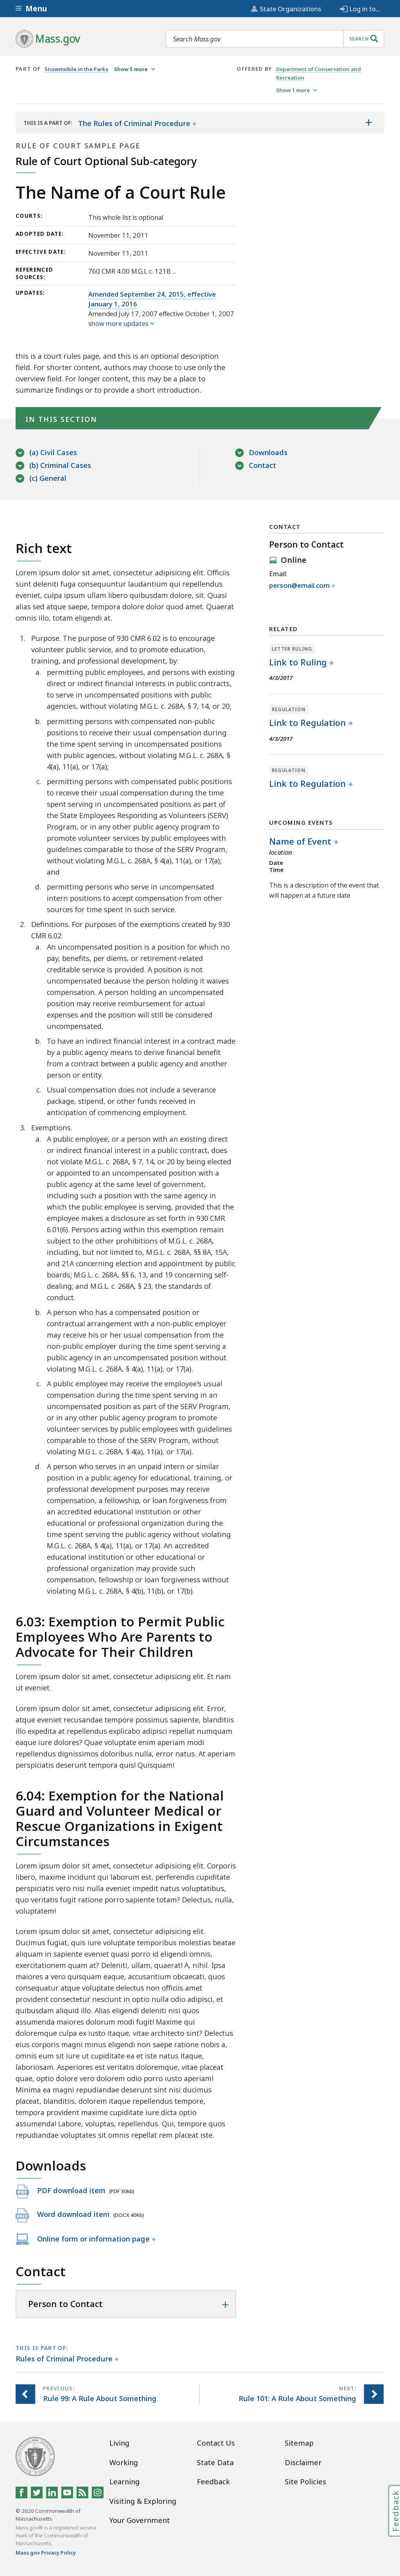 Menu
State Organizations
Log in to...
Mass.gov
Search Mass.gov
SEARCH
PART OF Snowmobile in the Parks Show 5 more
OFFERED BY Department of Conservation and
Recreation
Show 1 more
THIS IS A PART OF: The Rules of Criminal Procedure
RULE OF COURT SAMPLE PAGE
Rule of Court Optional Sub-category
The Name of a Court Rule
COURTS: This whole list is optional
ADOPTED DATE: November 11, 2011
EFFECTIVE DATE: November 11, 2011
REFERENCED SOURCES: 760 CMR 4.00 M.G.L c. 121B ...
UPDATES: Amended September 24, 2015, effective
January 1, 2016
Amended July 17, 2007 effective October 1, 2007
show more updates
this is a court rules page, and this is an optional description
field. For shorter content, authors may choose to use only the
overview field. For longer content, this may be a place to
summarize findings or to provide a short introduction.
IN THIS SECTION
(a) Civil Cases
(b) Criminal Cases
(c) General
Downloads
Contact
Rich text
Lorem ipsum dolor sit amet, consectetur adipisicing elit. Officiis
sunt deleniti fuga consequuntur laudantium qui repellendus
eveniet, culpa ipsum ullam libero quibusdam dolore, sit. Quasi
alias sed atque saepe, tempora dolore dolor quod amet. Quaerat
omnis illo, totam eligendi at.
1. Purpose. The purpose of 930 CMR 6.02 is to encourage
volunteer public service, and to promote education,
training, and professional development, by:
a. permitting public employees, and persons with existing
direct or indirect financial interests in public contracts,
to serve in uncompensated positions with public
agencies, without violating M.G.L. c. 268A, § 7, 14, or 20;
b. permitting persons with compensated non-public
positions to receive their usual compensation during
the time spent serving in uncompensated positions
with public agencies, without violating M.G.L. c. 268A, §
4(a), 11(a), or 17(a);
c. permitting persons with compensated public positions
to receive their usual compensation during the time
spent serving in uncompensated positions as part of the
State Employees Responding as Volunteers (SERV)
Program, or in any other public program to promote
volunteer service by public employees with
guidelines comparable to those of the SERV Program,
without violating M.G.L. c. 268A, § 4(a), 11(a), or 17(a);
and
d. permitting persons who serve in uncompensated
intern positions to accept compensation from other
sources for time spent in such service.
2. Definitions. For purposes of the exemptions created by 930
CMR 6.02:
a. An uncompensated position is a position for which no
pay, benefits, per diems, or retirement-related
creditable serviceded. A position is not
uncompensated because the person holding it waives
compensation. A person holding an uncompensated
position may receive reimbursement for actual
expenses and the position will still be considered
uncompensated.
b. To have an indirect financial interest in a contract made
by a public agency means to derive financial benefit
from a contract between a public agency and another
person or entity.
c. Usual compensation does not include a severance
package, stipend, or other funds received in
anticipation of commencing employment.
3. Exemptions.
a. A public employee, or a person with an existing direct
or indirect financial interest in a public contract, does
not violate M.G.L. c. 268A, § 7, 14, or 20 by being elected
or appointed to an uncompensated position with a
public agency at the same level of government,
including a position with the same agency in
which the public employee is serving, provided that the
employee makes a disclosure as set forth in 930 CMR
6.01(6). Persons acting within this exemption remain
subject to the other prohibitions of M.G.L. c. 268A,
including, but not limited to, M.G.L. c. 268A, §§ 8A, 15A,
and 21A concerning election and appointment by public
boards; M.G.L. c. 268A, §§ 6, 13, and 19 concerning self-
dealing; and M.G.L. c. 268A, § 23, the standards of
conduct.
b. A person who has a compensated position or
contractual arrangement with a non-public employer
may receive his or her usual compensation from the
non-public employer during the time spent serving a
public agency in an uncompensated position without
violating M.G.L. c. 268A, § 4(a), 11(a), or 17(a).
c. A public employee may receive the employee's usual
compensation during the time spent serving in an
uncompensated position as part of the SERV Program,
or in any other public program to promote volunteer
services by public employees with guidelines
comparable to those of the SERV Program, without
violating M.G.L. c. 268A, § 4(a), 11(a), or 17(a).
d. A person who serves in an unpaid intern or similar
position in a public agency for educational, training, or
professional development purposes may receive
compensation, a fellowship, or loan forgiveness from
an accredited educational institution or other
educational or professional organization during the
time spent serving the public agency without violating
M.G.L. c. 268A, § 4(a), 11(a), or 17(a). An accredited
educational institution or other educational or
professional organization may provide such
compensation, fellowship, or loan forgiveness without
violating M.G.L. c. 268A, § 4(b), 11(b), or 17(b).
6.03: Exemption to Permit Public
Employees Who Are Parents to
Advocate for Their Children
Lorem ipsum dolor sit amet, consectetur adipisicing elit. Et nam
ut eveniet.
Lorem ipsum dolor sit amet, consectetur adipisicing elit. Error,
atque eveniet recusandae tempore possimus sapiente, blanditiis
illo expedita at repellendus explicabo adipisci repellat numquam
eaque iure dolores? Quae voluptate enim aperiam modi
repellendus dignissimos doloribus nulla, error natus. At aperiam
perspiciatis deserunt tempora quis! Quisquam!
6.04: Exemption for the National
Guard and Volunteer Medical or
Rescue Organizations in Exigent
Circumstances
Lorem ipsum dolor sit amet, consectetur adipisicing elit. Corporis
laborum, maxime incidunt qui laborum est, perferendis cupiditate
perspiciatis vero nisi nulla eveniet impedit natus voluptatibus,
quo veritatis fugit ratione porro sapiente totam? Delectus, nulla,
voluptatem!
Lorem ipsum dolor sit amet, consectetur adipisicing elit.
Ducimus fugiat, quis iure voluptate temporibus molestias beatae
aliquam in sapiente eveniet quasi porro id eligendi omnis,
exercitationem quam at? Deleniti, ullam, quaerat! A, nihil. Ipsa
maiores a vero quisquam eaque, accusantium obcaecati, quos
consequatur atque voluptate delectus non officiis amet
provident consectetur nesciunt in optio nulla odio adipisci, et
quibusdam aliquid illo. Alias eligendi deleniti nisi quos
assumenda maiores dolorum modi fugit! Maxime qui
doloremque culpa ex iusto itaque, vitae architecto sint? Delectus
eius corporis magni minus eligendi non saepe ratione nobis a,
omnis eum sit iure ut cupiditate ea et vitae natus itaque,
laboriosam. Asperiores est veritatis doloremque, vitae placeat
quae, optio dolore vero dolorem odio porro iusto aperiam!
Minima ea magni repudiandae deserunt sint nisi ducimus
placeat, blanditiis, dolorem itaque repellendus tempore,
tempora provident maxime cupiditate iure dicta optio
assumenda! Labore, voluptas, repellendus. Qui, tempore quos
repudiandae omnis sunt nemo repellat rem placeat iste.
Downloads
PDF download item (PDF 30kb)
Word download item (DOCX 40kb)
Online form or information page
Contact
Person to Contact
CONTACT
Person to Contact
Online
Email:
person@email.com
RELATED
LETTER RULING
Link to Ruling
4/3/2017
REGULATION
Link to Regulation
4/3/2017
REGULATION
Link to Regulation
UPCOMING EVENTS
Name of Event
location
Date
Time
This is a description of the event that
will happen at a future date
THIS IS PART OF:
Rules of Criminal Procedure
PREVIOUS:
Rule 99: A Rule About Something
NEXT:
Rule 101: A Rule About Something
Living
Working
Learning
Visiting & Exploring
Your Government
Contact Us
State Data
Feedback
Sitemap
Disclaimer
Site Policies
© 2020 Commonwealth of
Massachusetts.
Mass.gov® is a registered service
mark of the Commonwealth of
Massachusetts.
Mass.gov Privacy Policy
Feedback